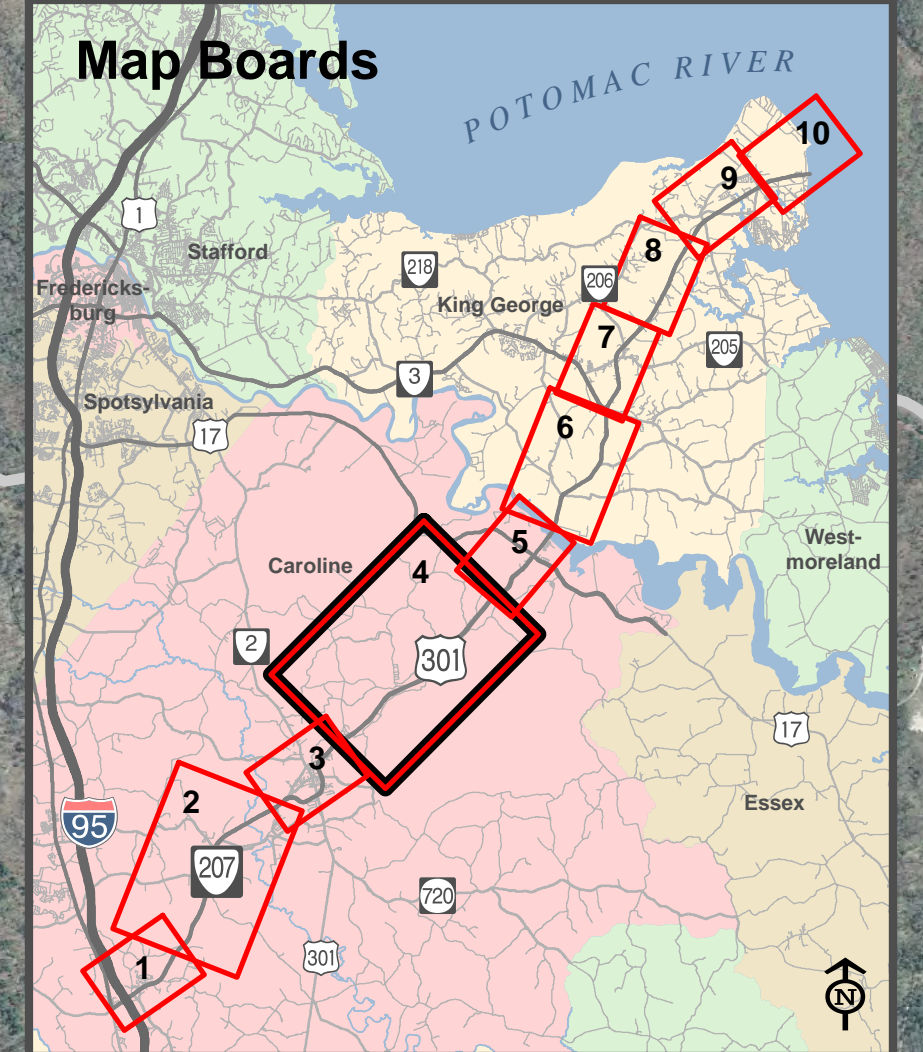 Map Boards
POTOMAC RIVER
10
9
1
8
Stafford
218
206
Fredericks-
burg
King George
7
205
3
Spotsylvania
17
6
5
West-
moreland
Caroline
4
2
301
17
3
2
Essex
95
207
720
301
1
N